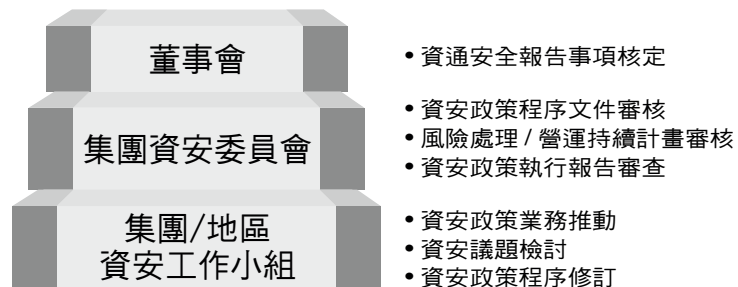 董事會
• 資通安全報告事項核定
集團資安委員會
• 資安政策程序文件審核
• 風險處理 / 營運持續計畫審核
• 資安政策執行報告審查
集團/地區
資安工作小組
• 資安政策業務推動
• 資安議題檢討
• 資安政策程序修訂